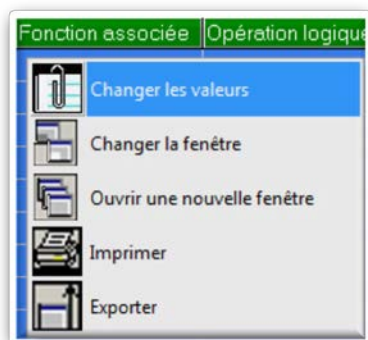 Fonction associée Opération logique
Changer les valeurs
Changer la fenêtre
Ouvrir une nouvelle fenêtre
Imprimer
Exporter